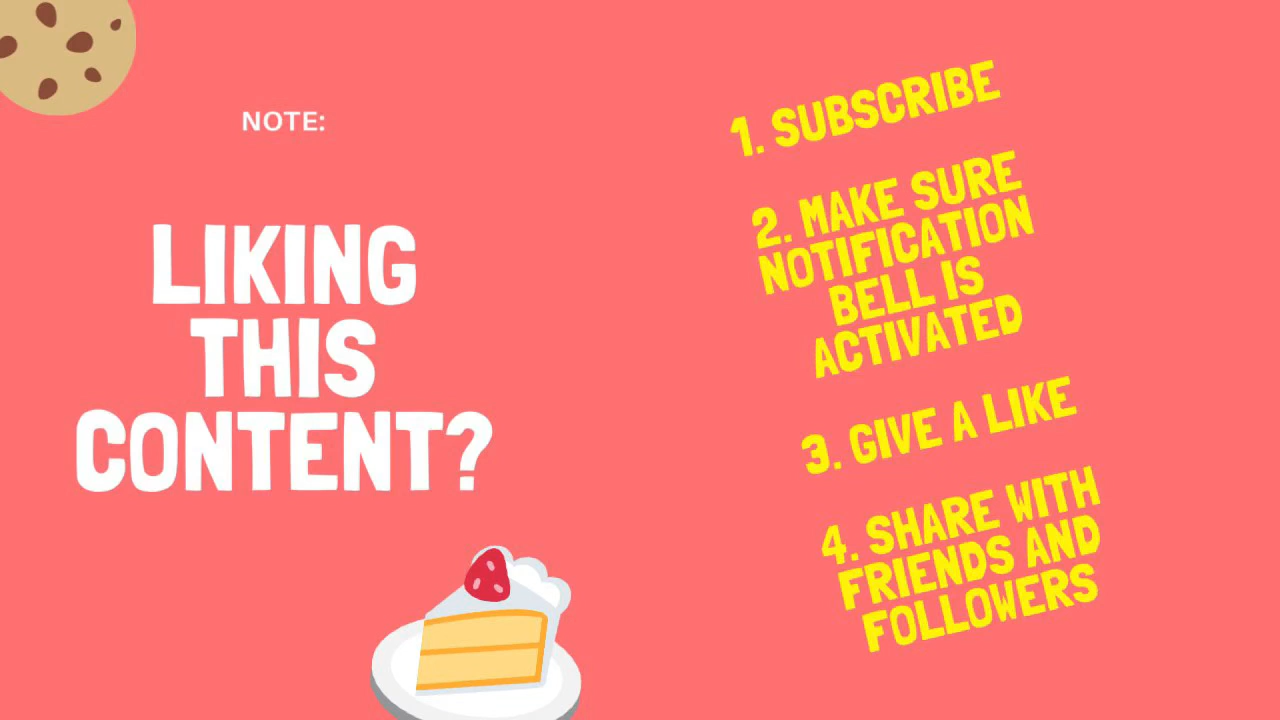 NOTE:
LIKING
THIS
CONTENT?
1. SUBSCRIBE
2. MAKE SURE
NOTIFICATION
BELL IS
ACTIVATED
3. GIVE A LIKE
4. SHARE WITH
FRIENDS AND
FOLLOWERS